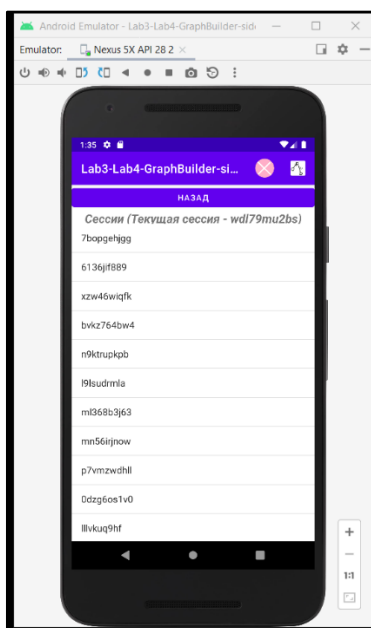 Android Emulator - Lab3-Lab4-GraphBuilder-side
Emulator: Nexus 5X API 28 2
1:35
Lab3-Lab4-GraphBuilder-si...
НАЗАД
Сессии (Текущая сессия - wdl79mu2bs)
7bopgehjgg
6136jif889
xzw46wiqfk
bvkz764bw4
n9ktrupkpb
l9lsudrmla
ml368b3j63
mn56irjnow
p7vmzwdhll
0dzg6os1v0
lllvkuq9hf
1:1